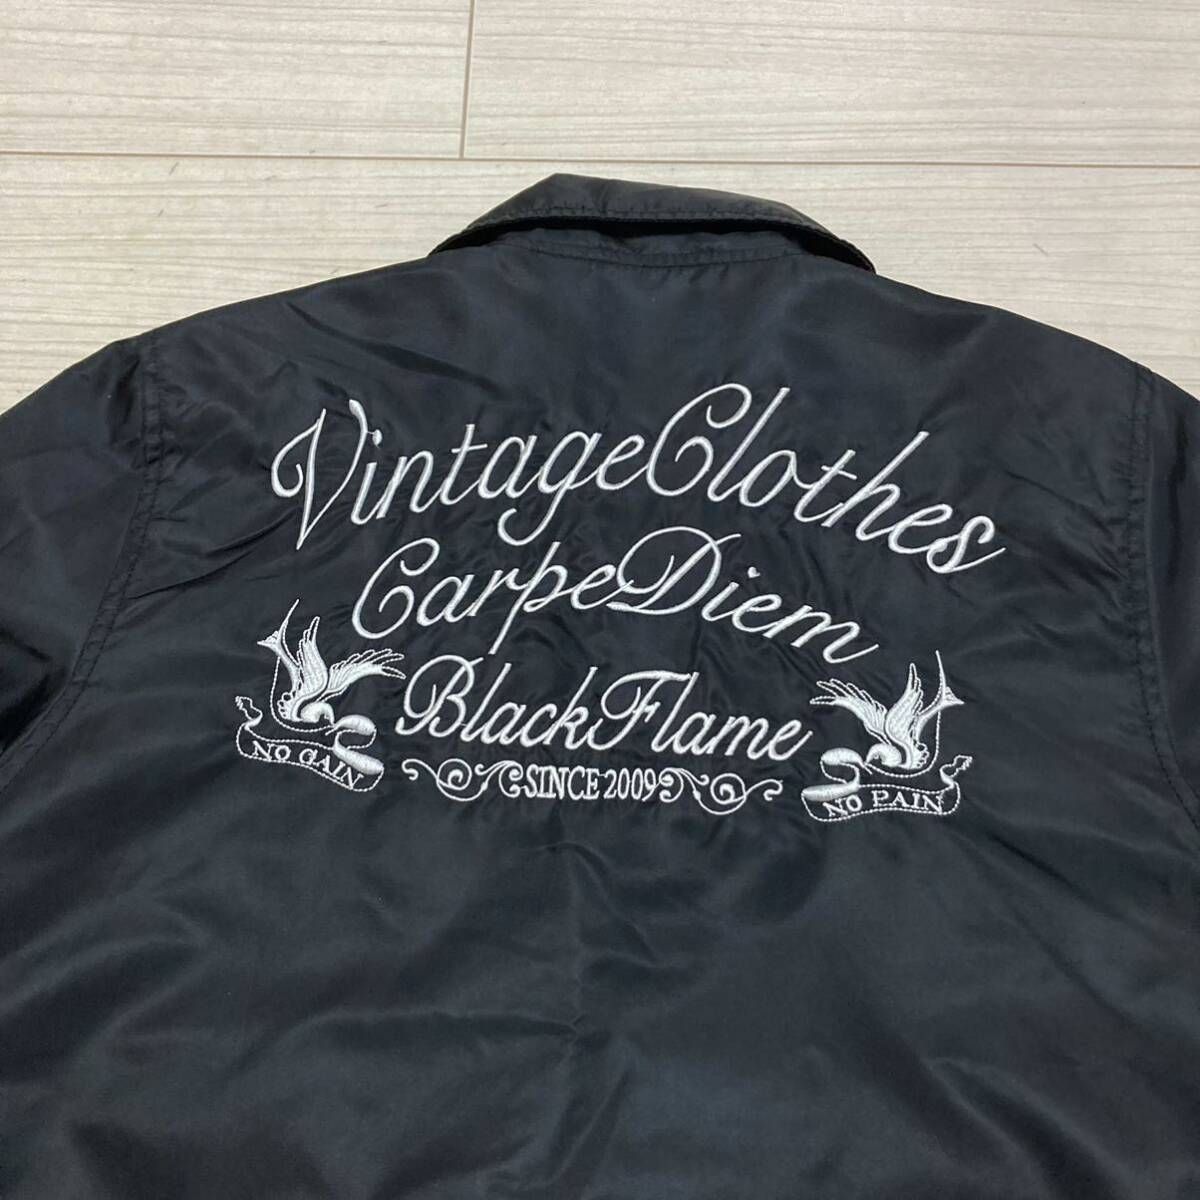 VintageClothes
CarpeDiem
BlackFlame
SINCE 2009
NO GAIN
NO PAIN